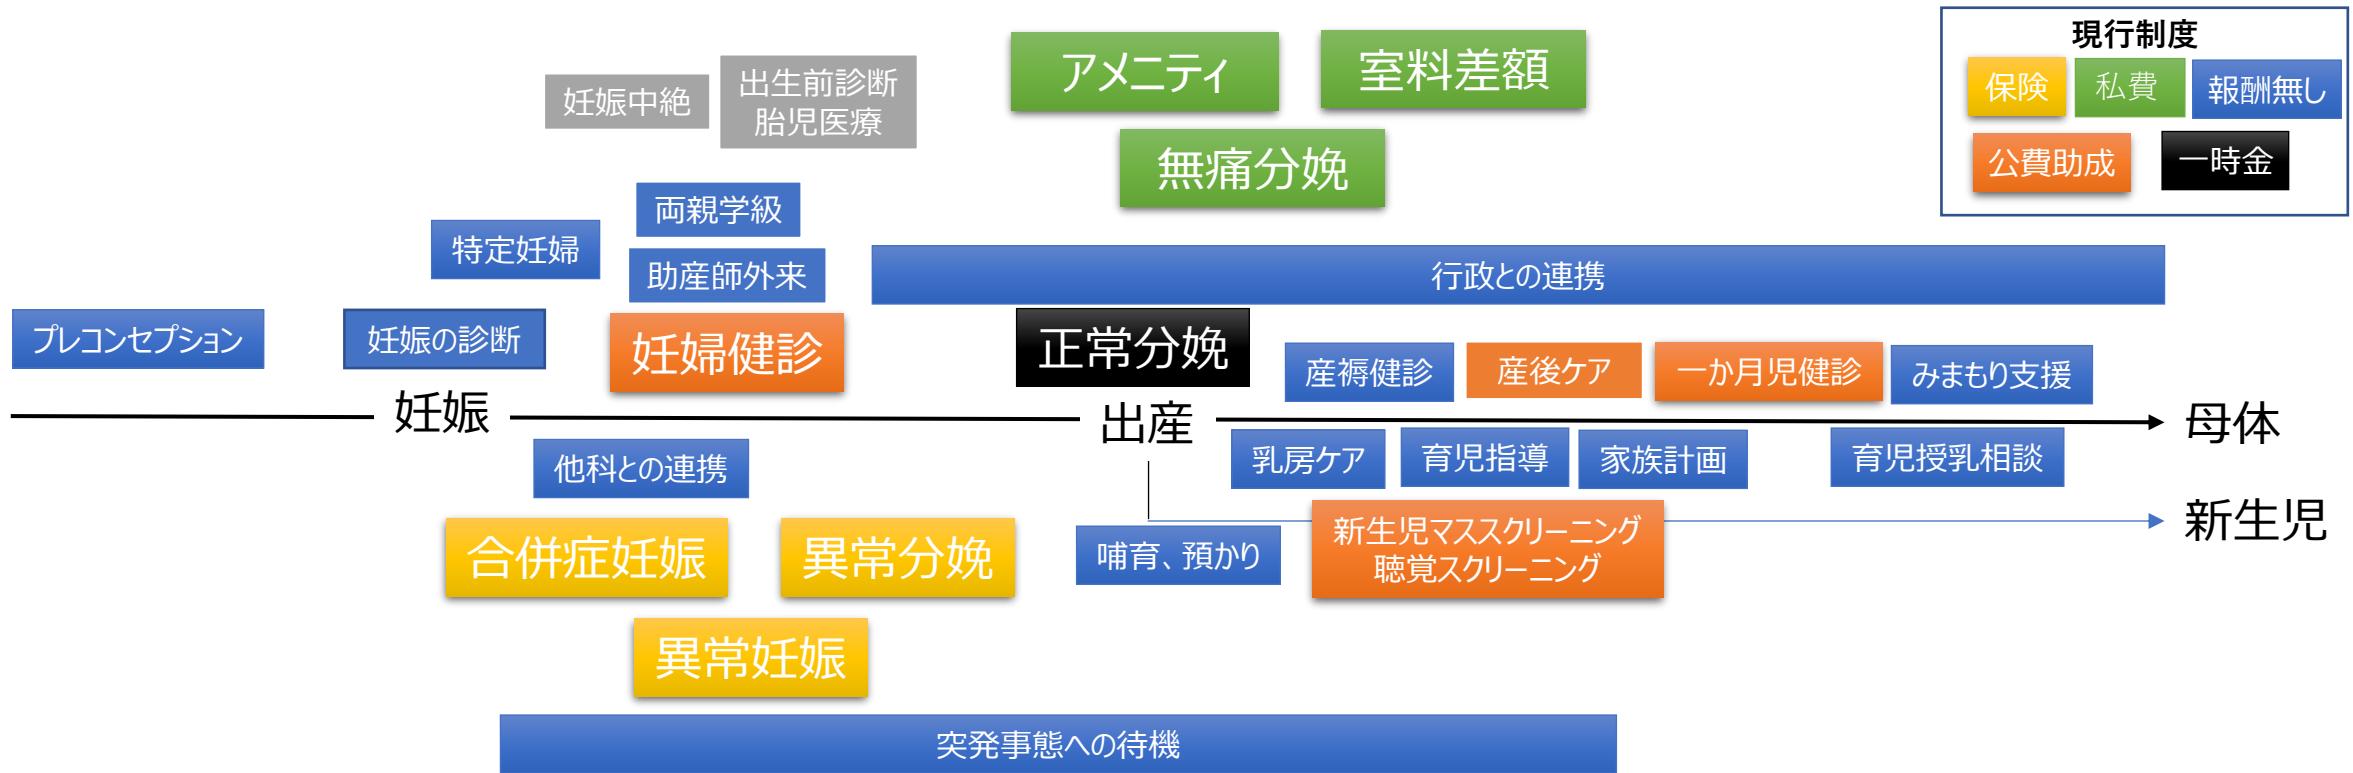 現行制度
保険
私費
報酬無し
公費助成
一時金
アメニティ
室料差額
無痛分娩
妊娠中絶
出生前診断
胎児医療
両親学級
特定妊婦
助産師外来
行政との連携
プレコンセプション
妊娠の診断
妊婦健診
正常分娩
産褥健診
産後ケア
一か月児健診
みまもり支援
妊娠
出産
母体
他科との連携
乳房ケア
育児指導
家族計画
育児授乳相談
新生児
合併症妊娠
異常分娩
哺育、預かり
新生児マススクリーニング
聴覚スクリーニング
異常妊娠
突発事態への待機